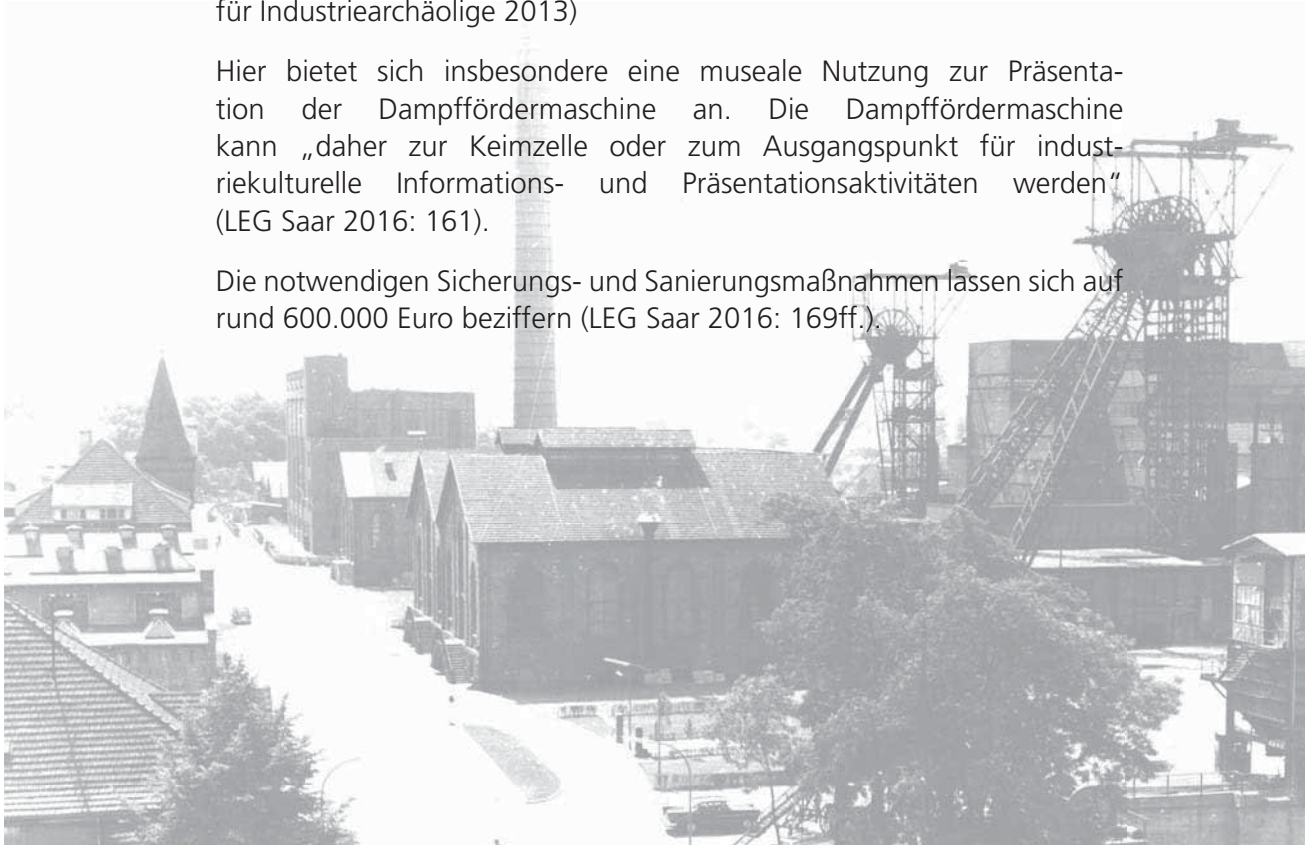 für Industriearchäolige 2013)
Hier bietet sich insbesondere eine museale Nutzung zur Präsenta-
tion der Dampffördermaschine an. Die Dampffördermaschine
kann „daher zur Keimzelle oder zum Ausgangspunkt für indust-
riekulturelle Informations- und Präsentationsaktivitäten werden“
(LEG Saar 2016: 161).
Die notwendigen Sicherungs- und Sanierungsmaßnahmen lassen sich auf
rund 600.000 Euro beziffern (LEG Saar 2016: 169ff.).